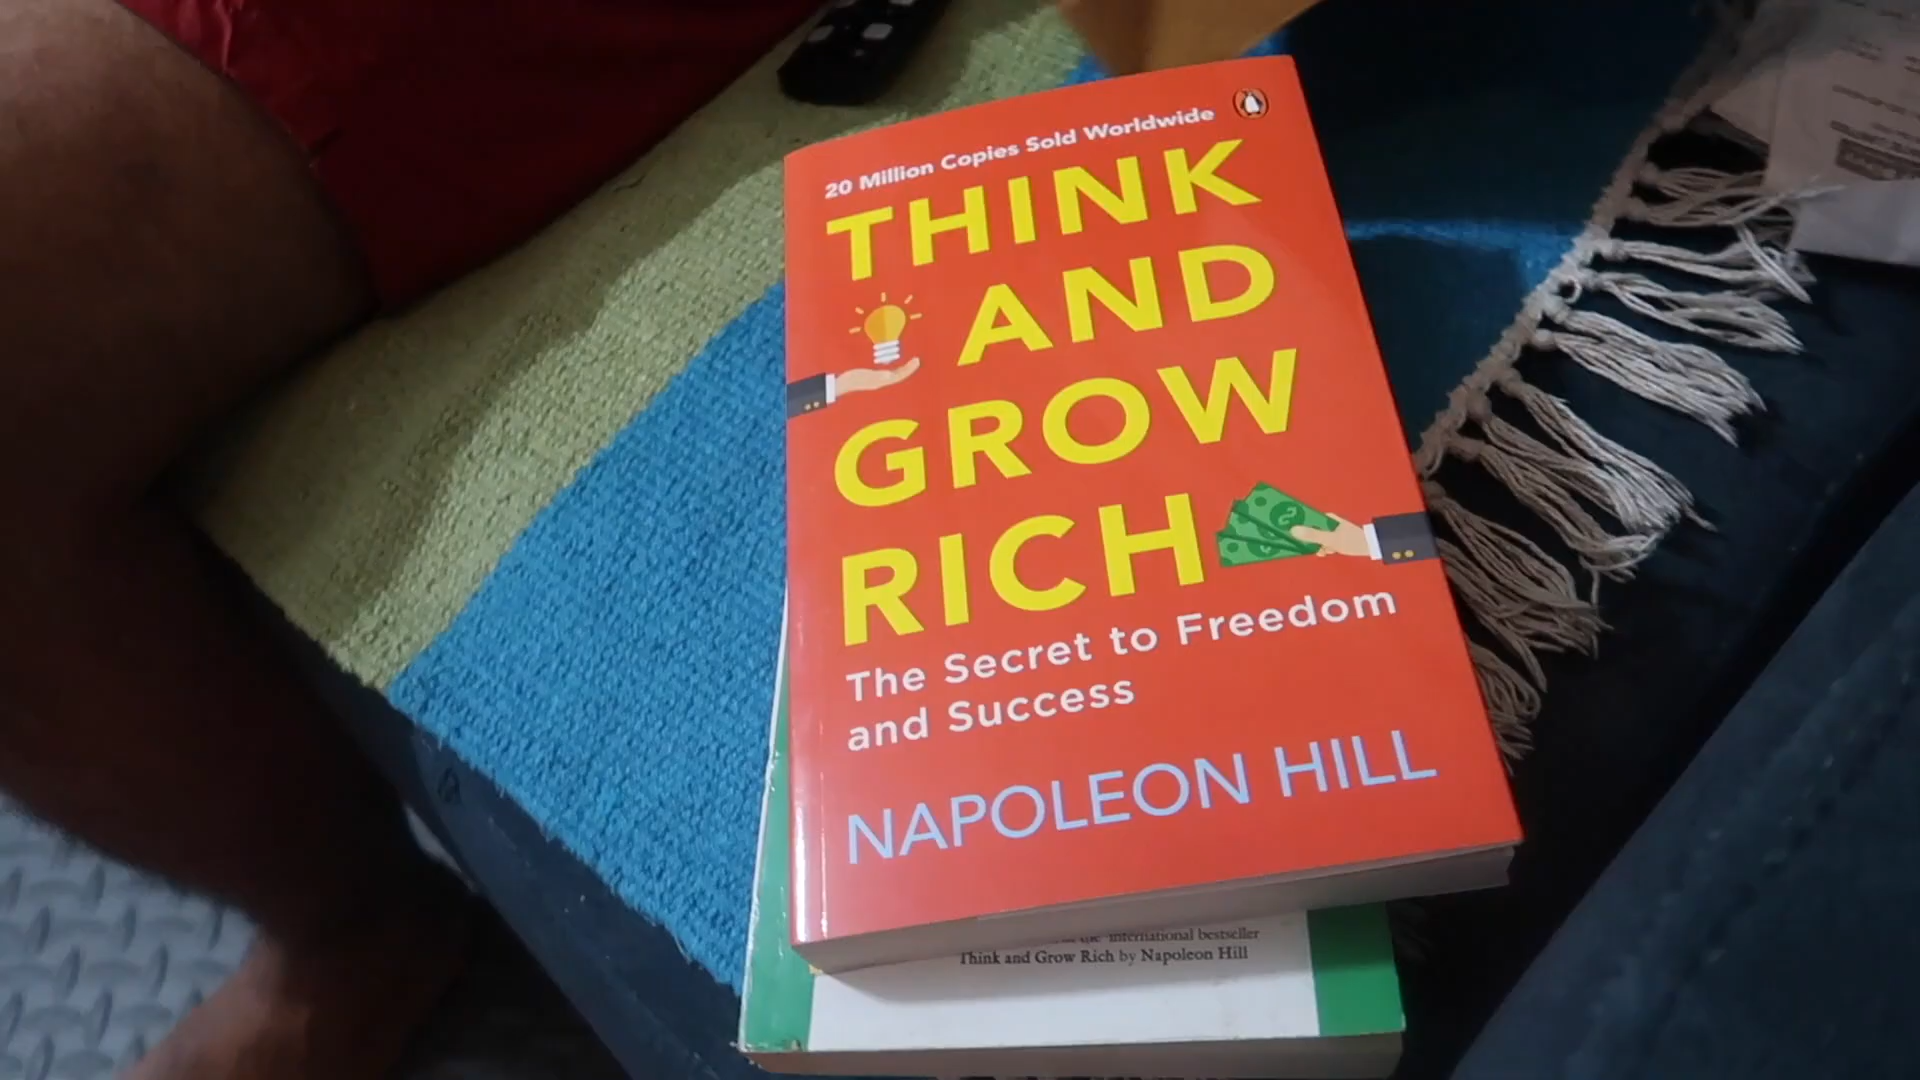 20 Million Copies Sold Worldwide
THINK
AND
GROW
RICH
The Secret to Freedom
and Success
NAPOLEON HILL
the international bestseller
Think and Grow Rich by Napoleon Hill